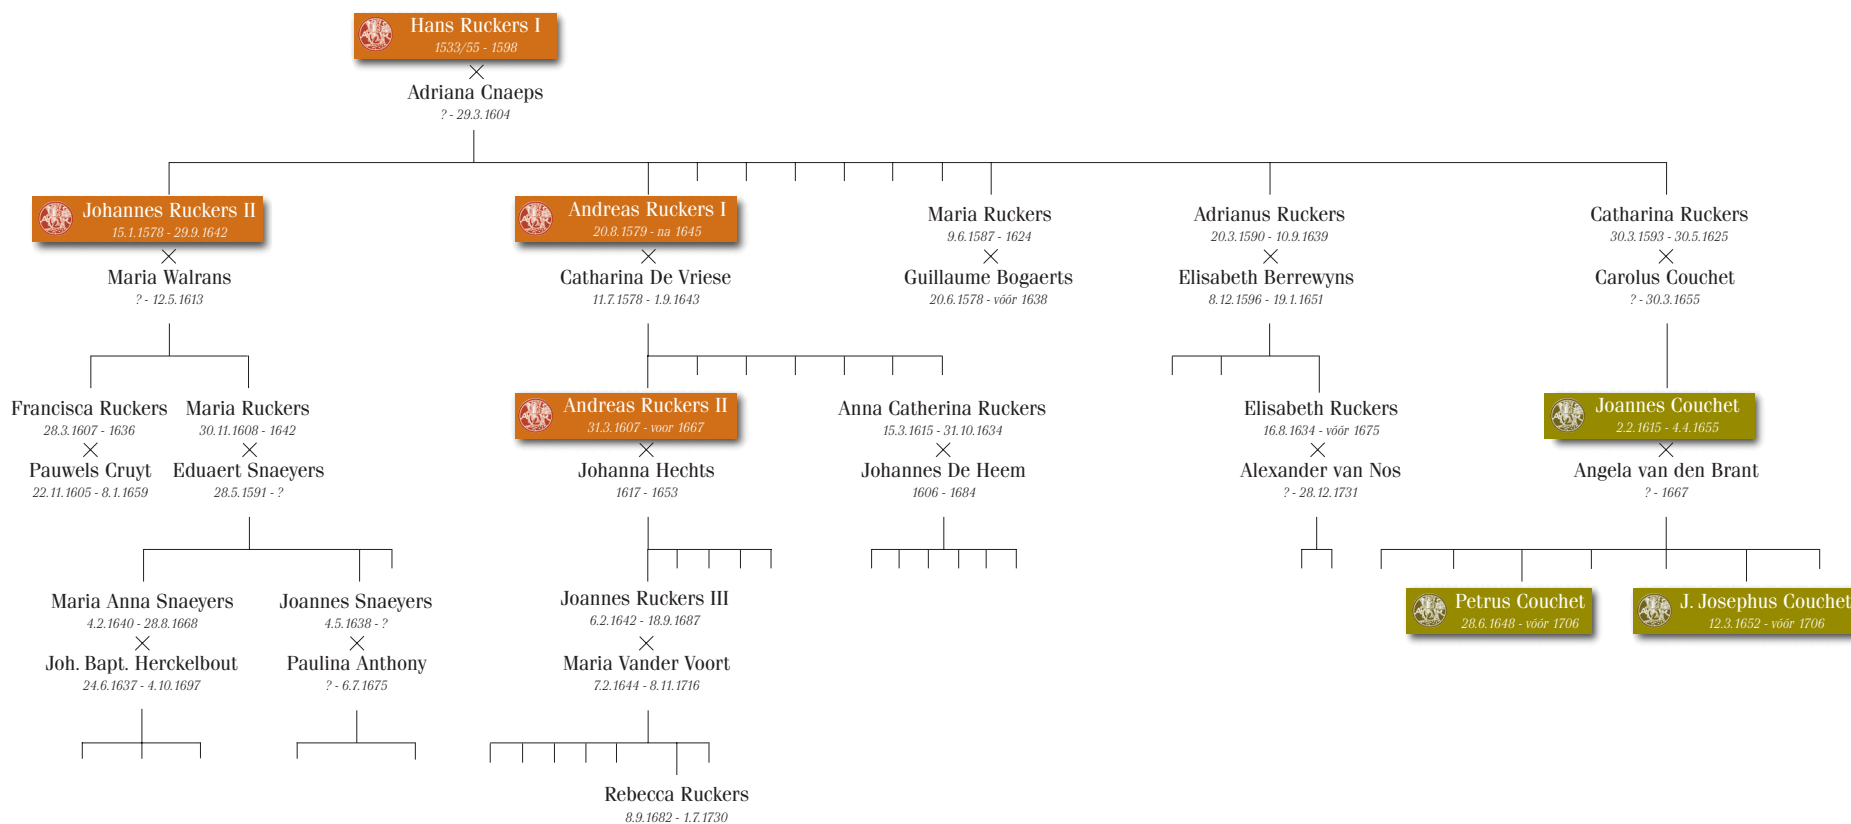 Hans Ruckers I
1533/55 - 1598
Adriana Cnaeps
? - 29.3.1604
Johannes Ruckers II
15.1.1578 - 29.9.1642
Maria Walrans
? - 12.5.1613
Andreas Ruckers I
20.8.1579 - na 1645
Catharina De Vriese
11.7.1578 - 1.9.1643
Maria Ruckers
9.6.1587 - 1624
Guillaume Bogaerts
20.6.1578 - vóór 1638
Adrianus Ruckers
20.3.1590 - 10.9.1639
Elisabeth Berrewyns
8.12.1596 - 19.1.1651
Catharina Ruckers
30.3.1593 - 30.5.1625
Carolus Couchet
? - 30.3.1655
Francisca Ruckers
28.3.1607 - 1636
Pauwels Cruyt
22.11.1605 - 8.1.1659
Maria Ruckers
30.11.1608 - 1642
Eduaert Snaeyers
28.5.1591 - ?
Andreas Ruckers II
31.3.1607 - voor 1667
Johanna Hechts
1617 - 1653
Anna Catherina Ruckers
15.3.1615 - 31.10.1634
Johannes De Heem
1606 - 1684
Elisabeth Ruckers
16.8.1634 - vóór 1675
Alexander van Nos
? - 28.12.1731
Joannes Couchet
2.2.1615 - 4.4.1655
Angela van den Brant
? - 1667
Maria Anna Snaeyers
4.2.1640 - 28.8.1668
Joh. Bapt. Herckelbout
24.6.1637 - 4.10.1697
Joannes Snaeyers
4.5.1638 - ?
Paulina Anthony
? - 6.7.1675
Joannes Ruckers III
6.2.1642 - 18.9.1687
Maria Vander Voort
7.2.1644 - 8.11.1716
Petrus Couchet
28.6.1648 - vóór 1706
J. Josephus Couchet
12.3.1652 - vóór 1706
Rebecca Ruckers
8.9.1682 - 1.7.1730